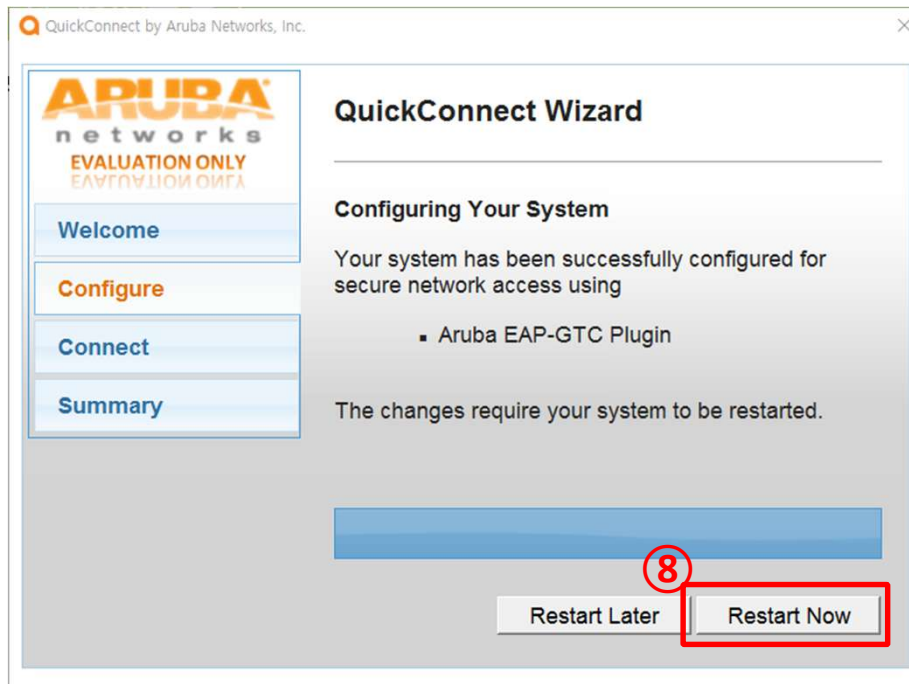 QuickConnect by Aruba Networks, Inc.
ARUBA
networks
EVALUATION ONLY
Welcome
Configure
Connect
Summary
QuickConnect Wizard
Configuring Your System
Your system has been successfully configured for
secure network access using
▪ Aruba EAP-GTC Plugin
The changes require your system to be restarted.
⑧
Restart Later
Restart Now